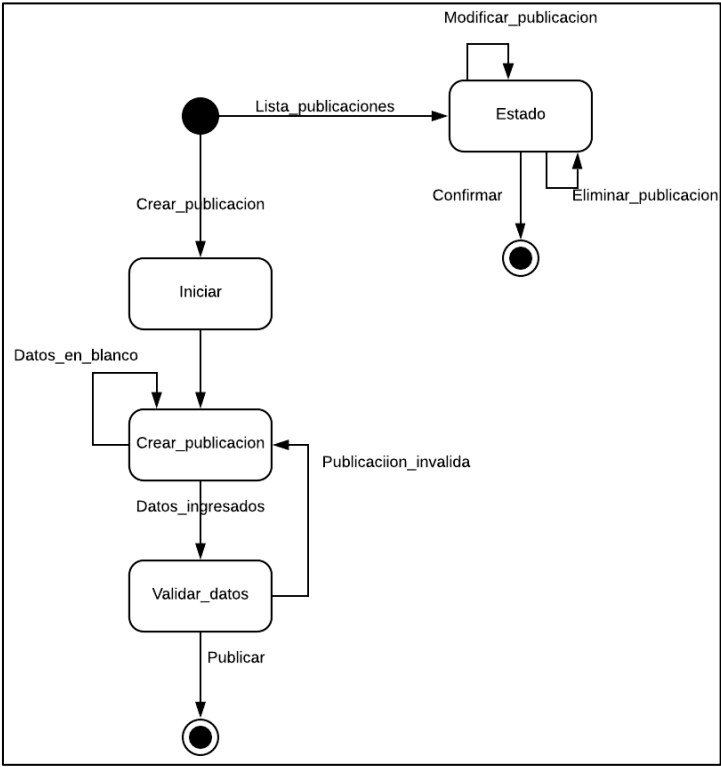 Modificar_publicacion
Lista_publicaciones
Estado
Confirmar
Eliminar_publicacion
Crear_publicacion
Iniciar
Datos_en_blanco
Crear_publicacion
Publicaciion_invalida
Datos_ingresados
Validar_datos
Publicar